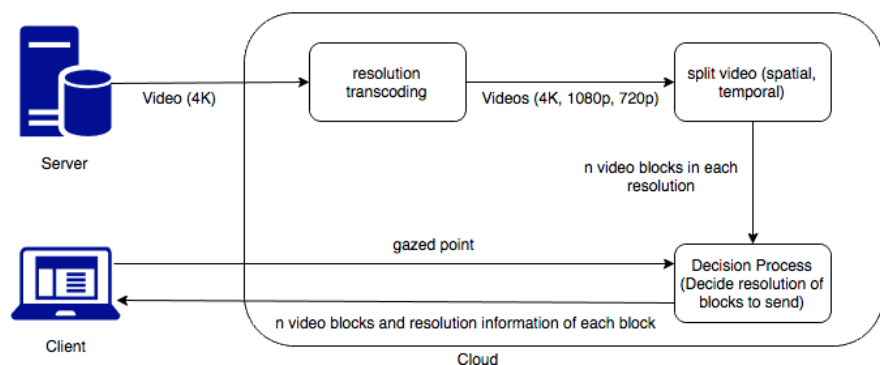 resolution
transcoding
split video (spatial,
temporal)
Video (4K)
Videos (4K, 1080p, 720p)
Server
n video blocks in each
resolution
gazed point
Decision Process
(Decide resolution of
blocks to send)
n video blocks and resolution information of each block
Client
Cloud